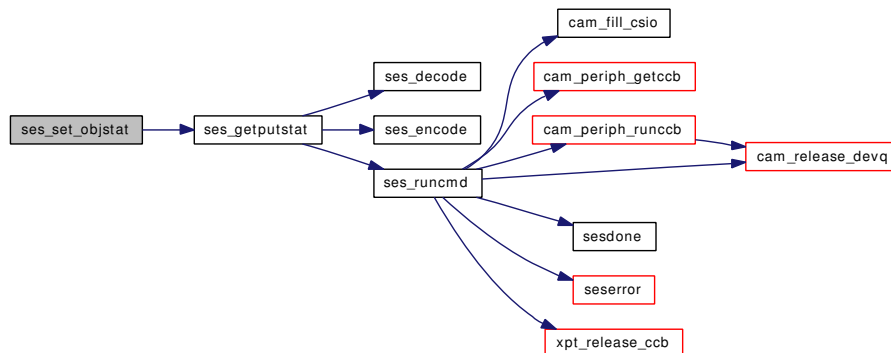 ses_set_objstat
ses_getputstat
ses_decode
ses_encode
ses_runcmd
cam_fill_csio
cam_periph_getccb
cam_periph_runccb
cam_release_devq
sesdone
seserror
xpt_release_ccb